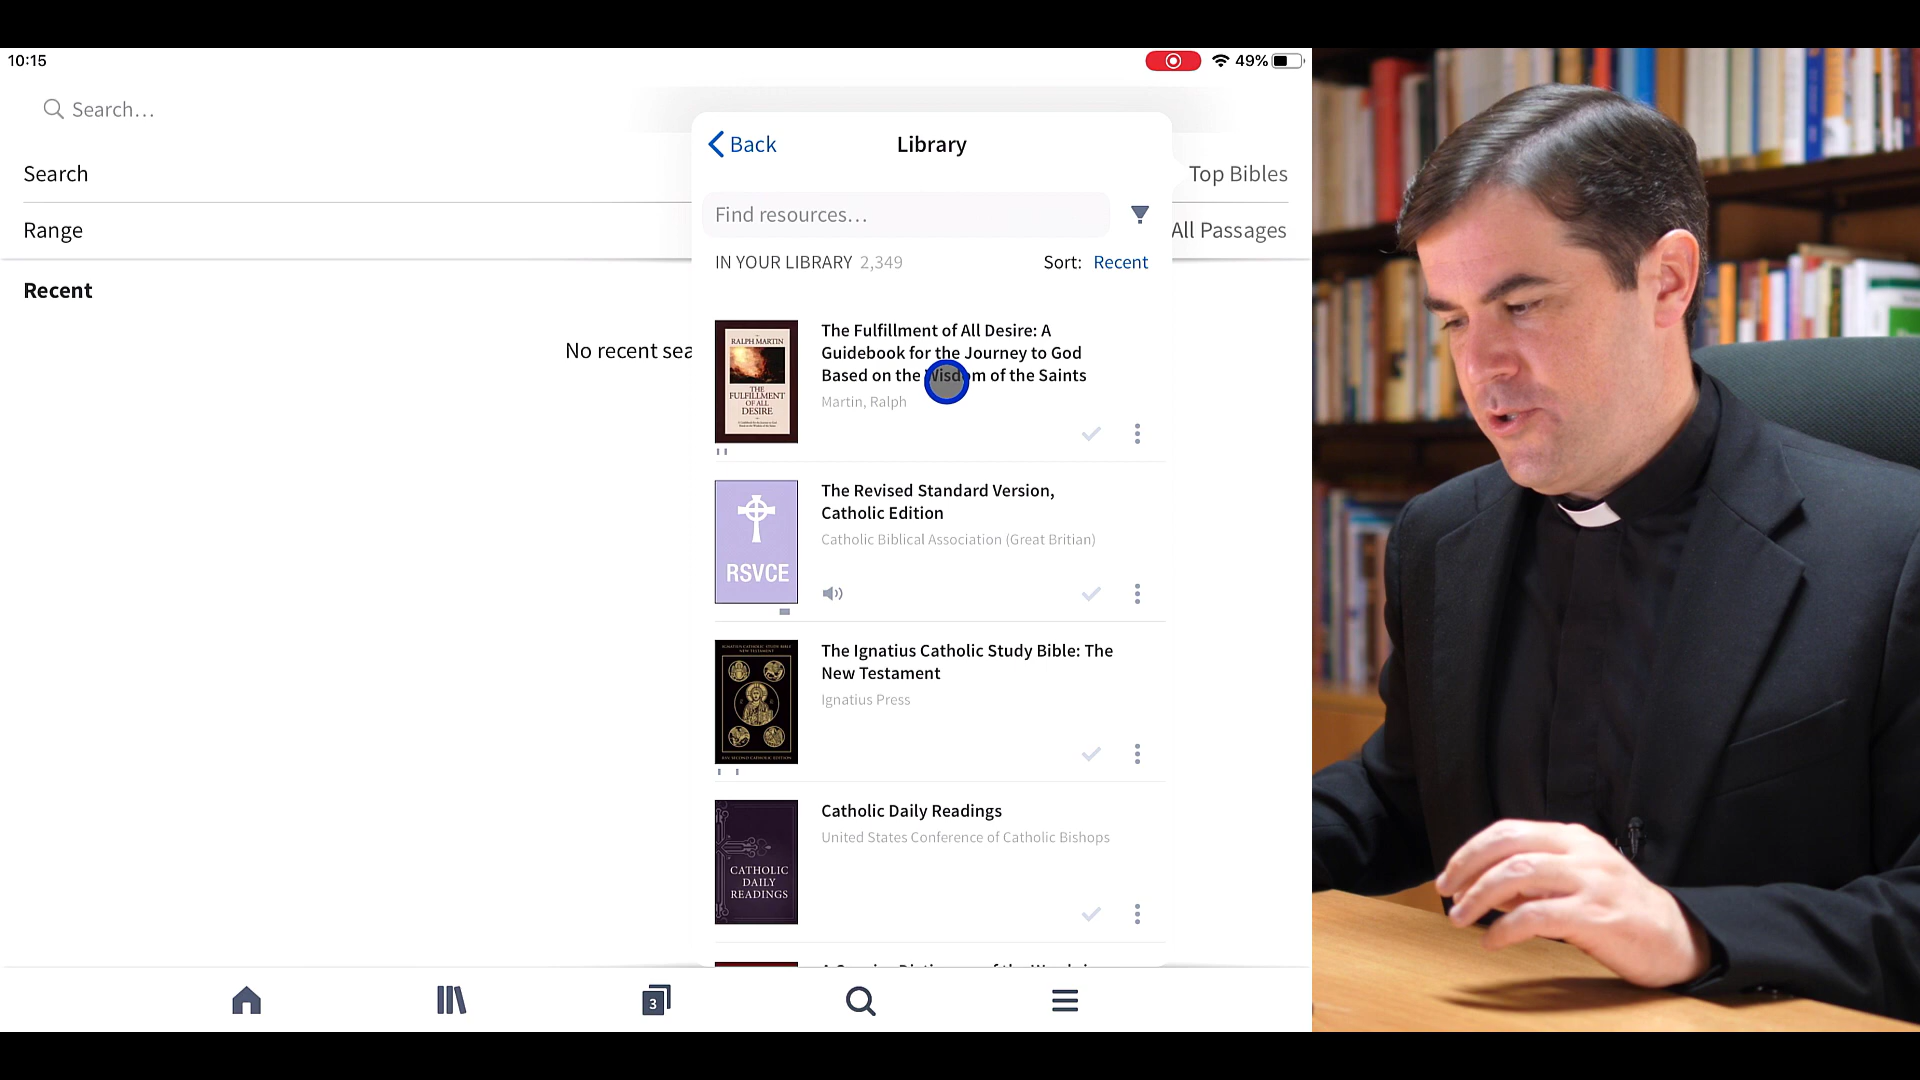 10:15
49%
Search…
Search
Top Bibles
Range
All Passages
Recent
No recent sea
Back
Library
Find resources…
IN YOUR LIBRARY 2,349
Sort: Recent
RALPH MARTIN
THE
FULFILLMENT
OF ALL
DESIRE
The Fulfillment of All Desire: A
Guidebook for the Journey to God
Based on the Wisdom of the Saints
Martin, Ralph
RSVCE
The Revised Standard Version,
Catholic Edition
Catholic Biblical Association (Great Britian)
The Ignatius Catholic Study Bible: The
New Testament
Ignatius Press
CATHOLIC
DAILY
READINGS
Catholic Daily Readings
United States Conference of Catholic Bishops
3